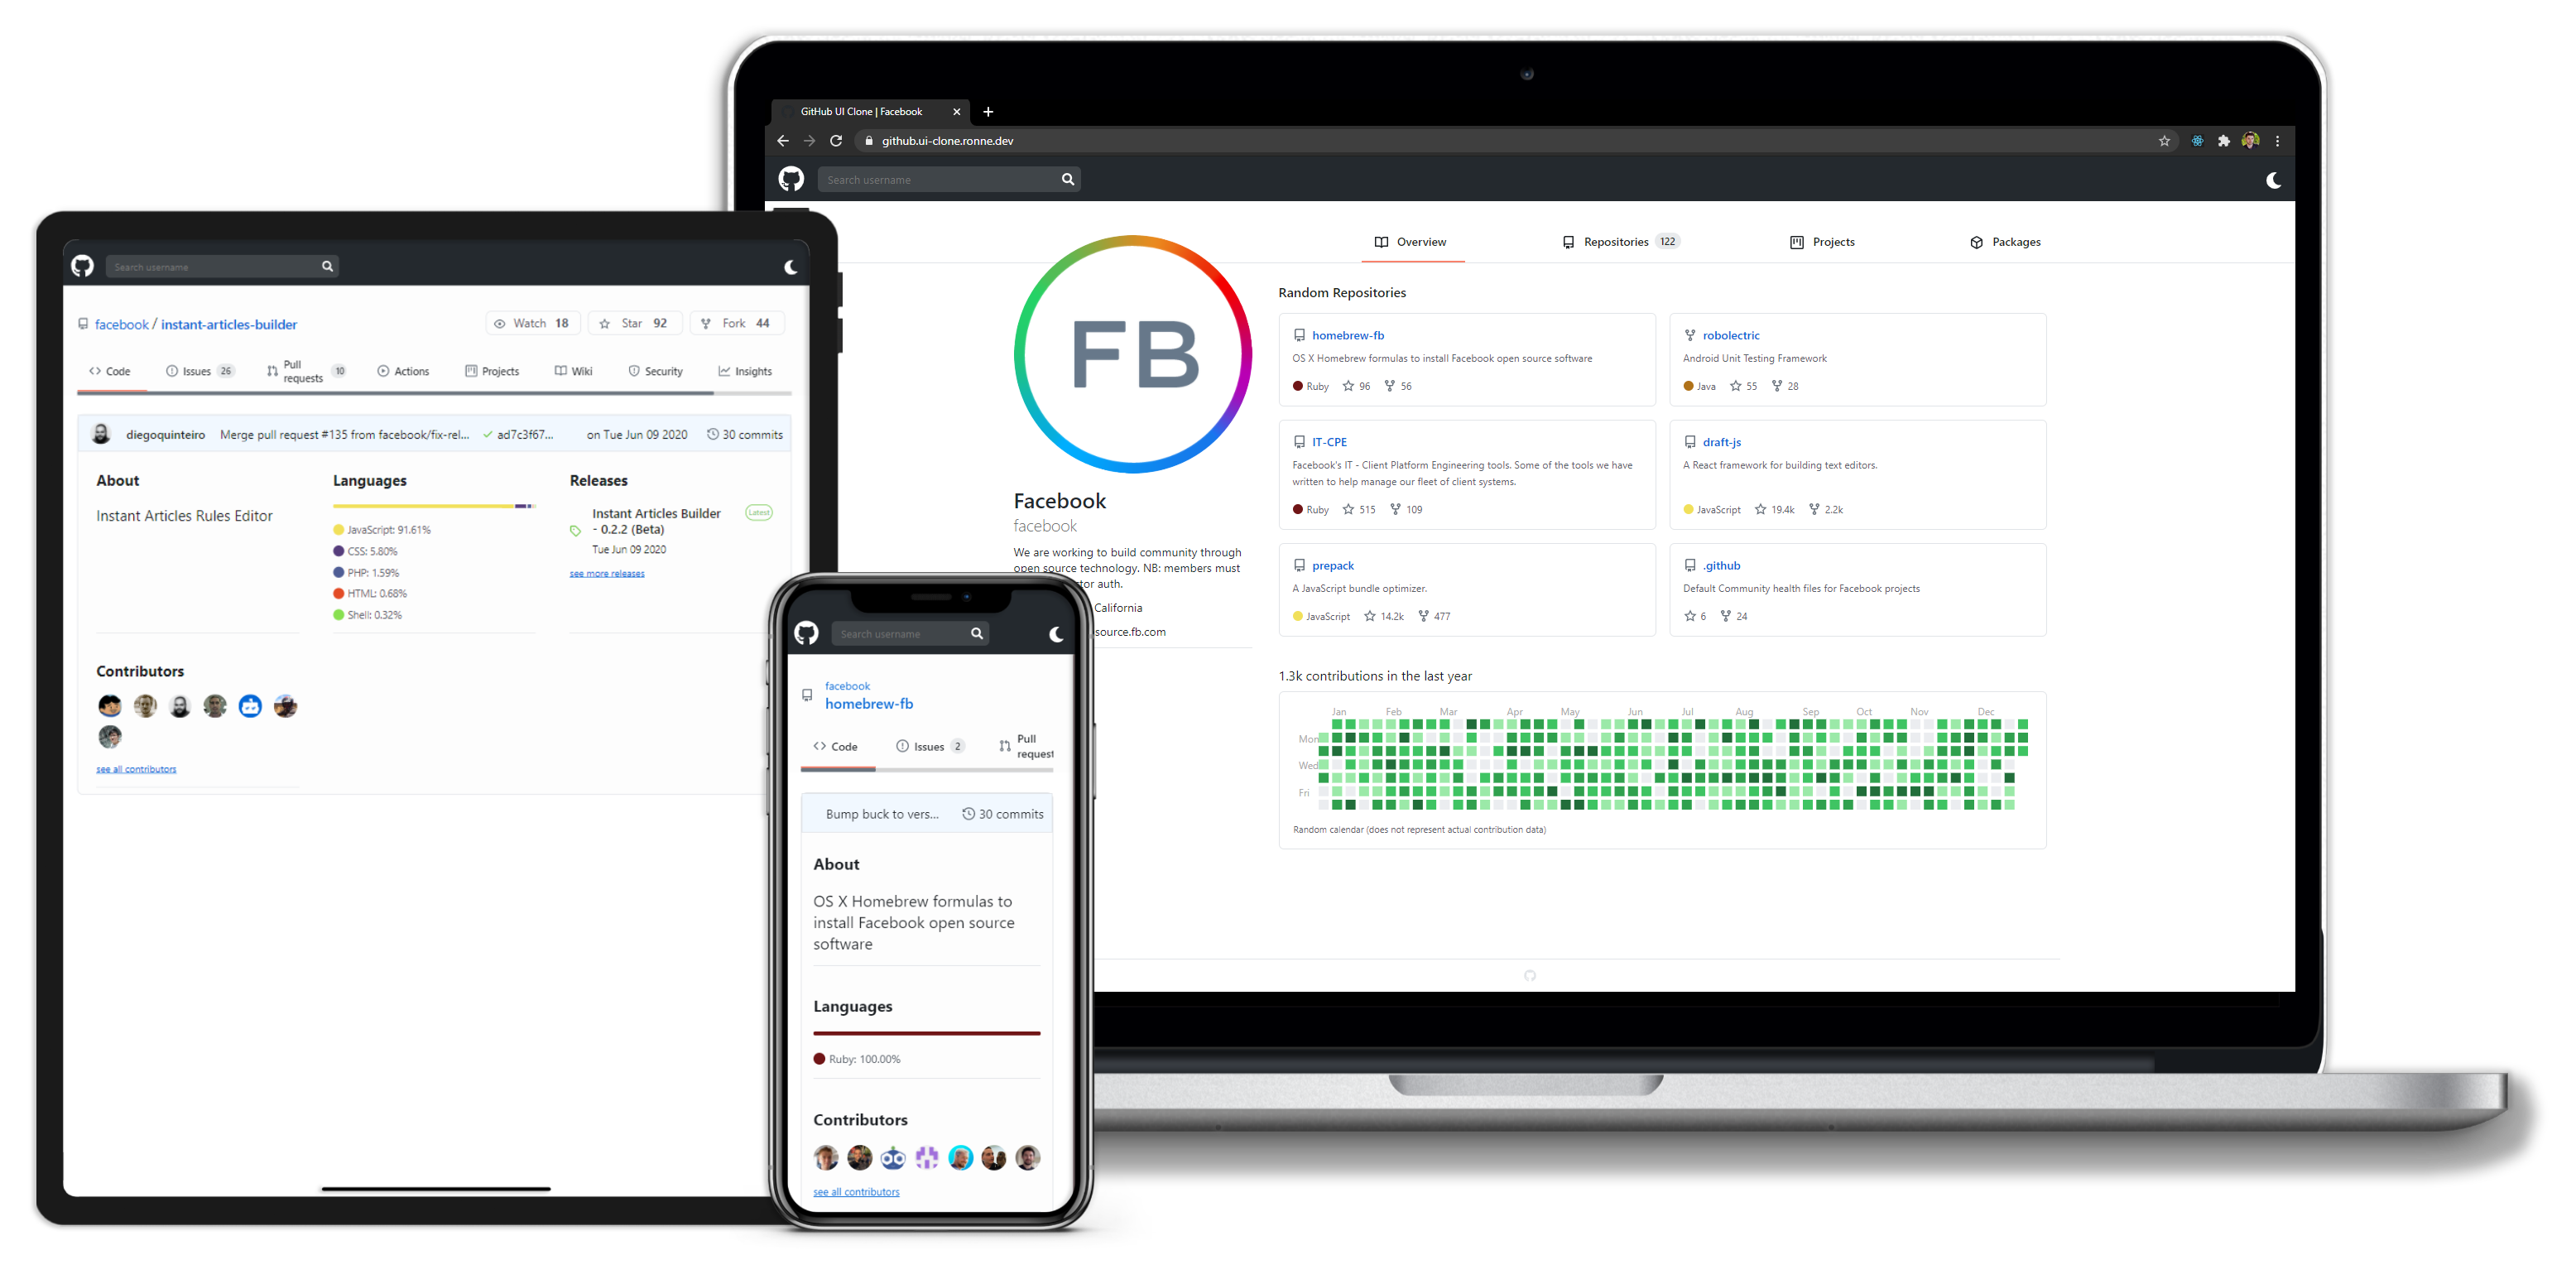 GitHub UI Clone | Facebook
github.ui-clone.ronne.dev
Search username
Overview
Repositories 122
Projects
Packages
FB
Facebook
facebook
We are working to build community through
open source technology. NB: members must
tor auth.
California
source.fb.com
Random Repositories
homebrew-fb
OS X Homebrew formulas to install Facebook open source software
Ruby 96 56
robolectric
Android Unit Testing Framework
Java 55 28
IT-CPE
Facebook's IT - Client Platform Engineering tools. Some of the tools we have
written to help manage our fleet of client systems.
Ruby 515 109
draft-js
A React framework for building text editors.
JavaScript 19.4k 2.2k
prepack
A JavaScript bundle optimizer.
JavaScript 14.2k 477
.github
Default Community health files for Facebook projects
6 24
1.3k contributions in the last year
Jan Feb Mar Apr May Jun Jul Aug Sep Oct Nov Dec
Mon
Wed
Fri
Random calendar (does not represent actual contribution data)
Search username
facebook / instant-articles-builder
Watch 18
Star 92
Fork 44
Code
Issues 26
Pull
requests 10
Actions
Projects
Wiki
Security
Insights
diegoquinteiro Merge pull request #135 from facebook/fix-rel... ad7c3f67... on Tue Jun 09 2020 30 commits
About
Instant Articles Rules Editor
Languages
JavaScript: 91.61%
CSS: 5.80%
PHP: 1.59%
HTML: 0.68%
Shell: 0.32%
Releases
Instant Articles Builder
- 0.2.2 (Beta)
Latest
Tue Jun 09 2020
see more releases
Contributors
see all contributors
Search username
facebook
homebrew-fb
Code
Issues 2
Pull
request
Bump buck to vers... 30 commits
About
OS X Homebrew formulas to
install Facebook open source
software
Languages
Ruby: 100.00%
Contributors
see all contributors